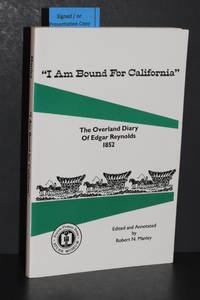 Signed / or
Presentation Copy
"I Am Bound For California"
The Overland Diary
Of Edgar Reynolds
1852
Edited and Annotated
by
Robert N. Manley